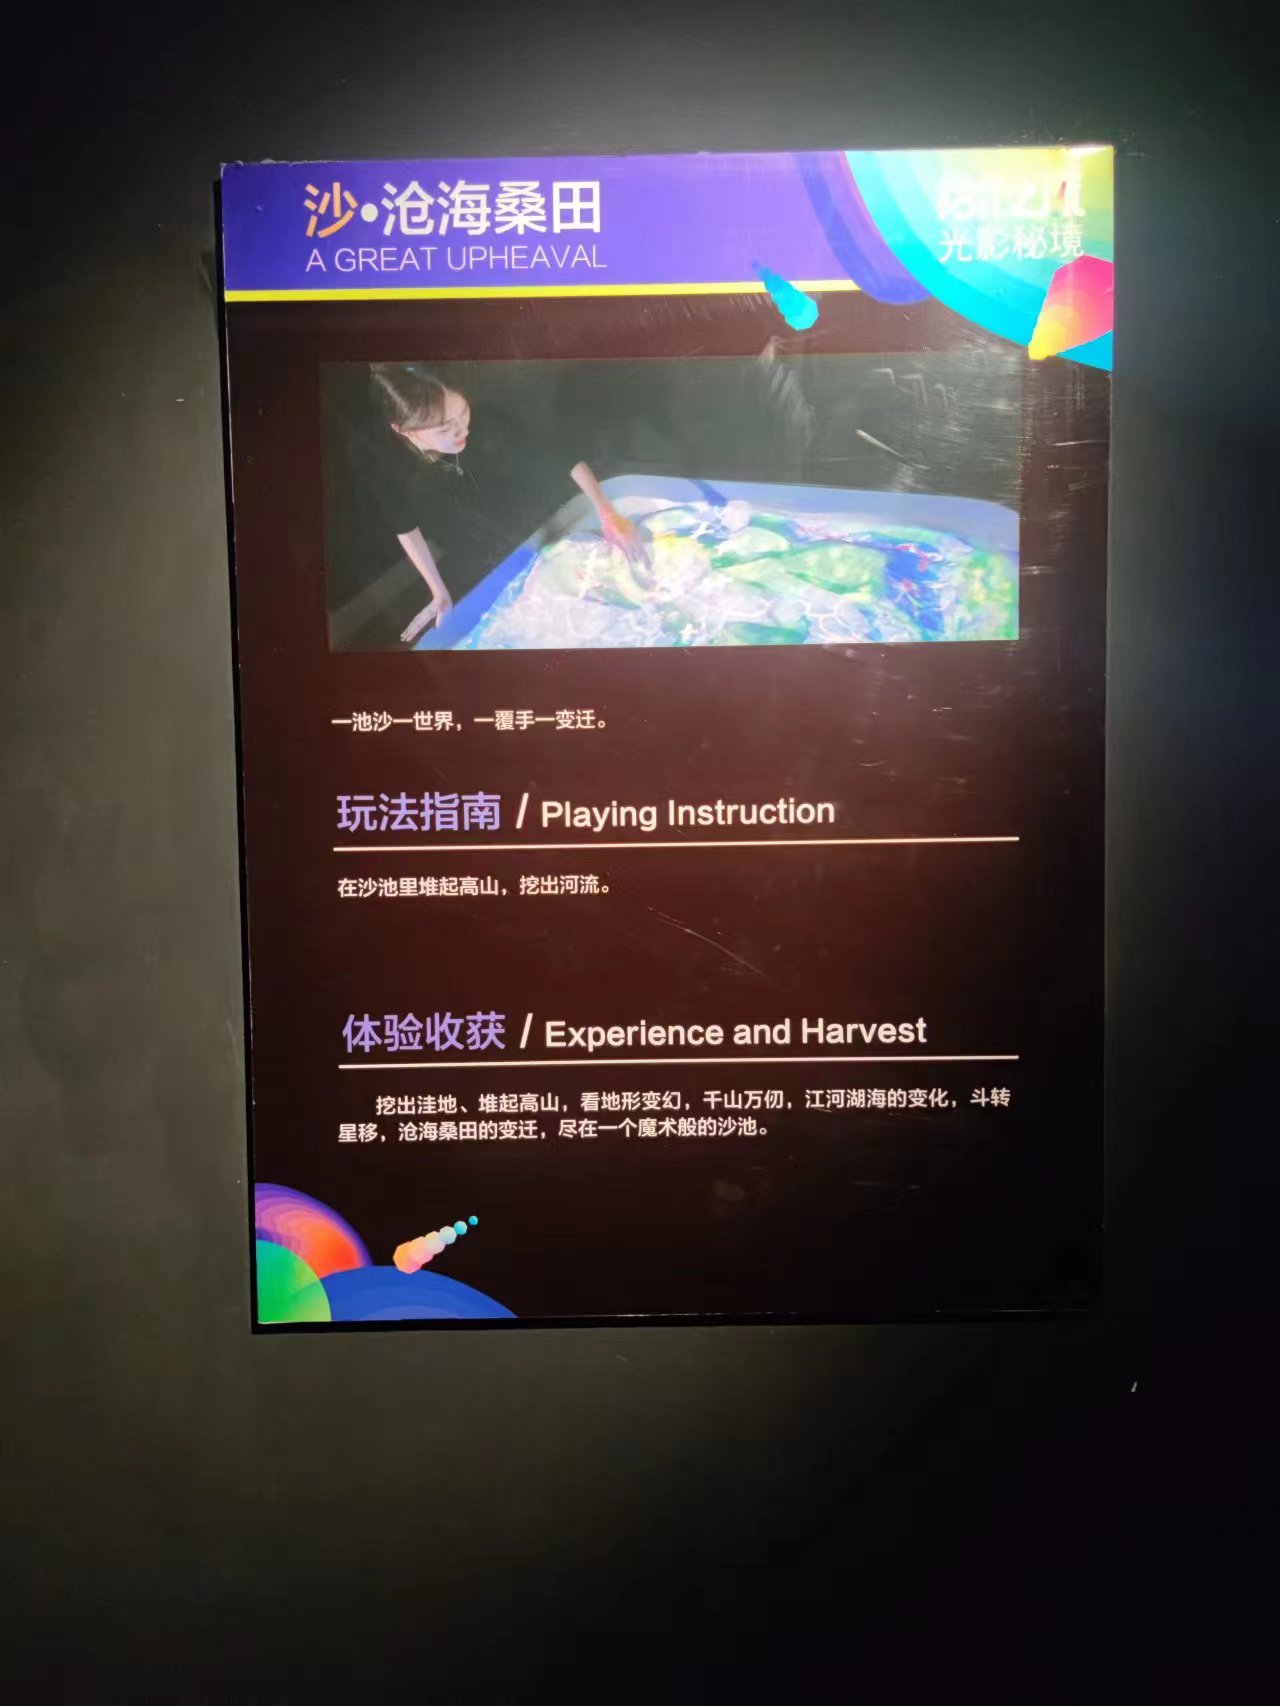 沙•沧海桑田
A GREAT UPHEAVAL
光影秘境
一池沙一世界，一覆手一变迁。
玩法指南 / Playing Instruction
在沙池里堆起高山，挖出河流。
体验收获 / Experience and Harvest
挖出洼地、堆起高山，看地形变幻，千山万仞，江河湖海的变化，斗转
星移，沧海桑田的变迁，尽在一个魔术般的沙池。